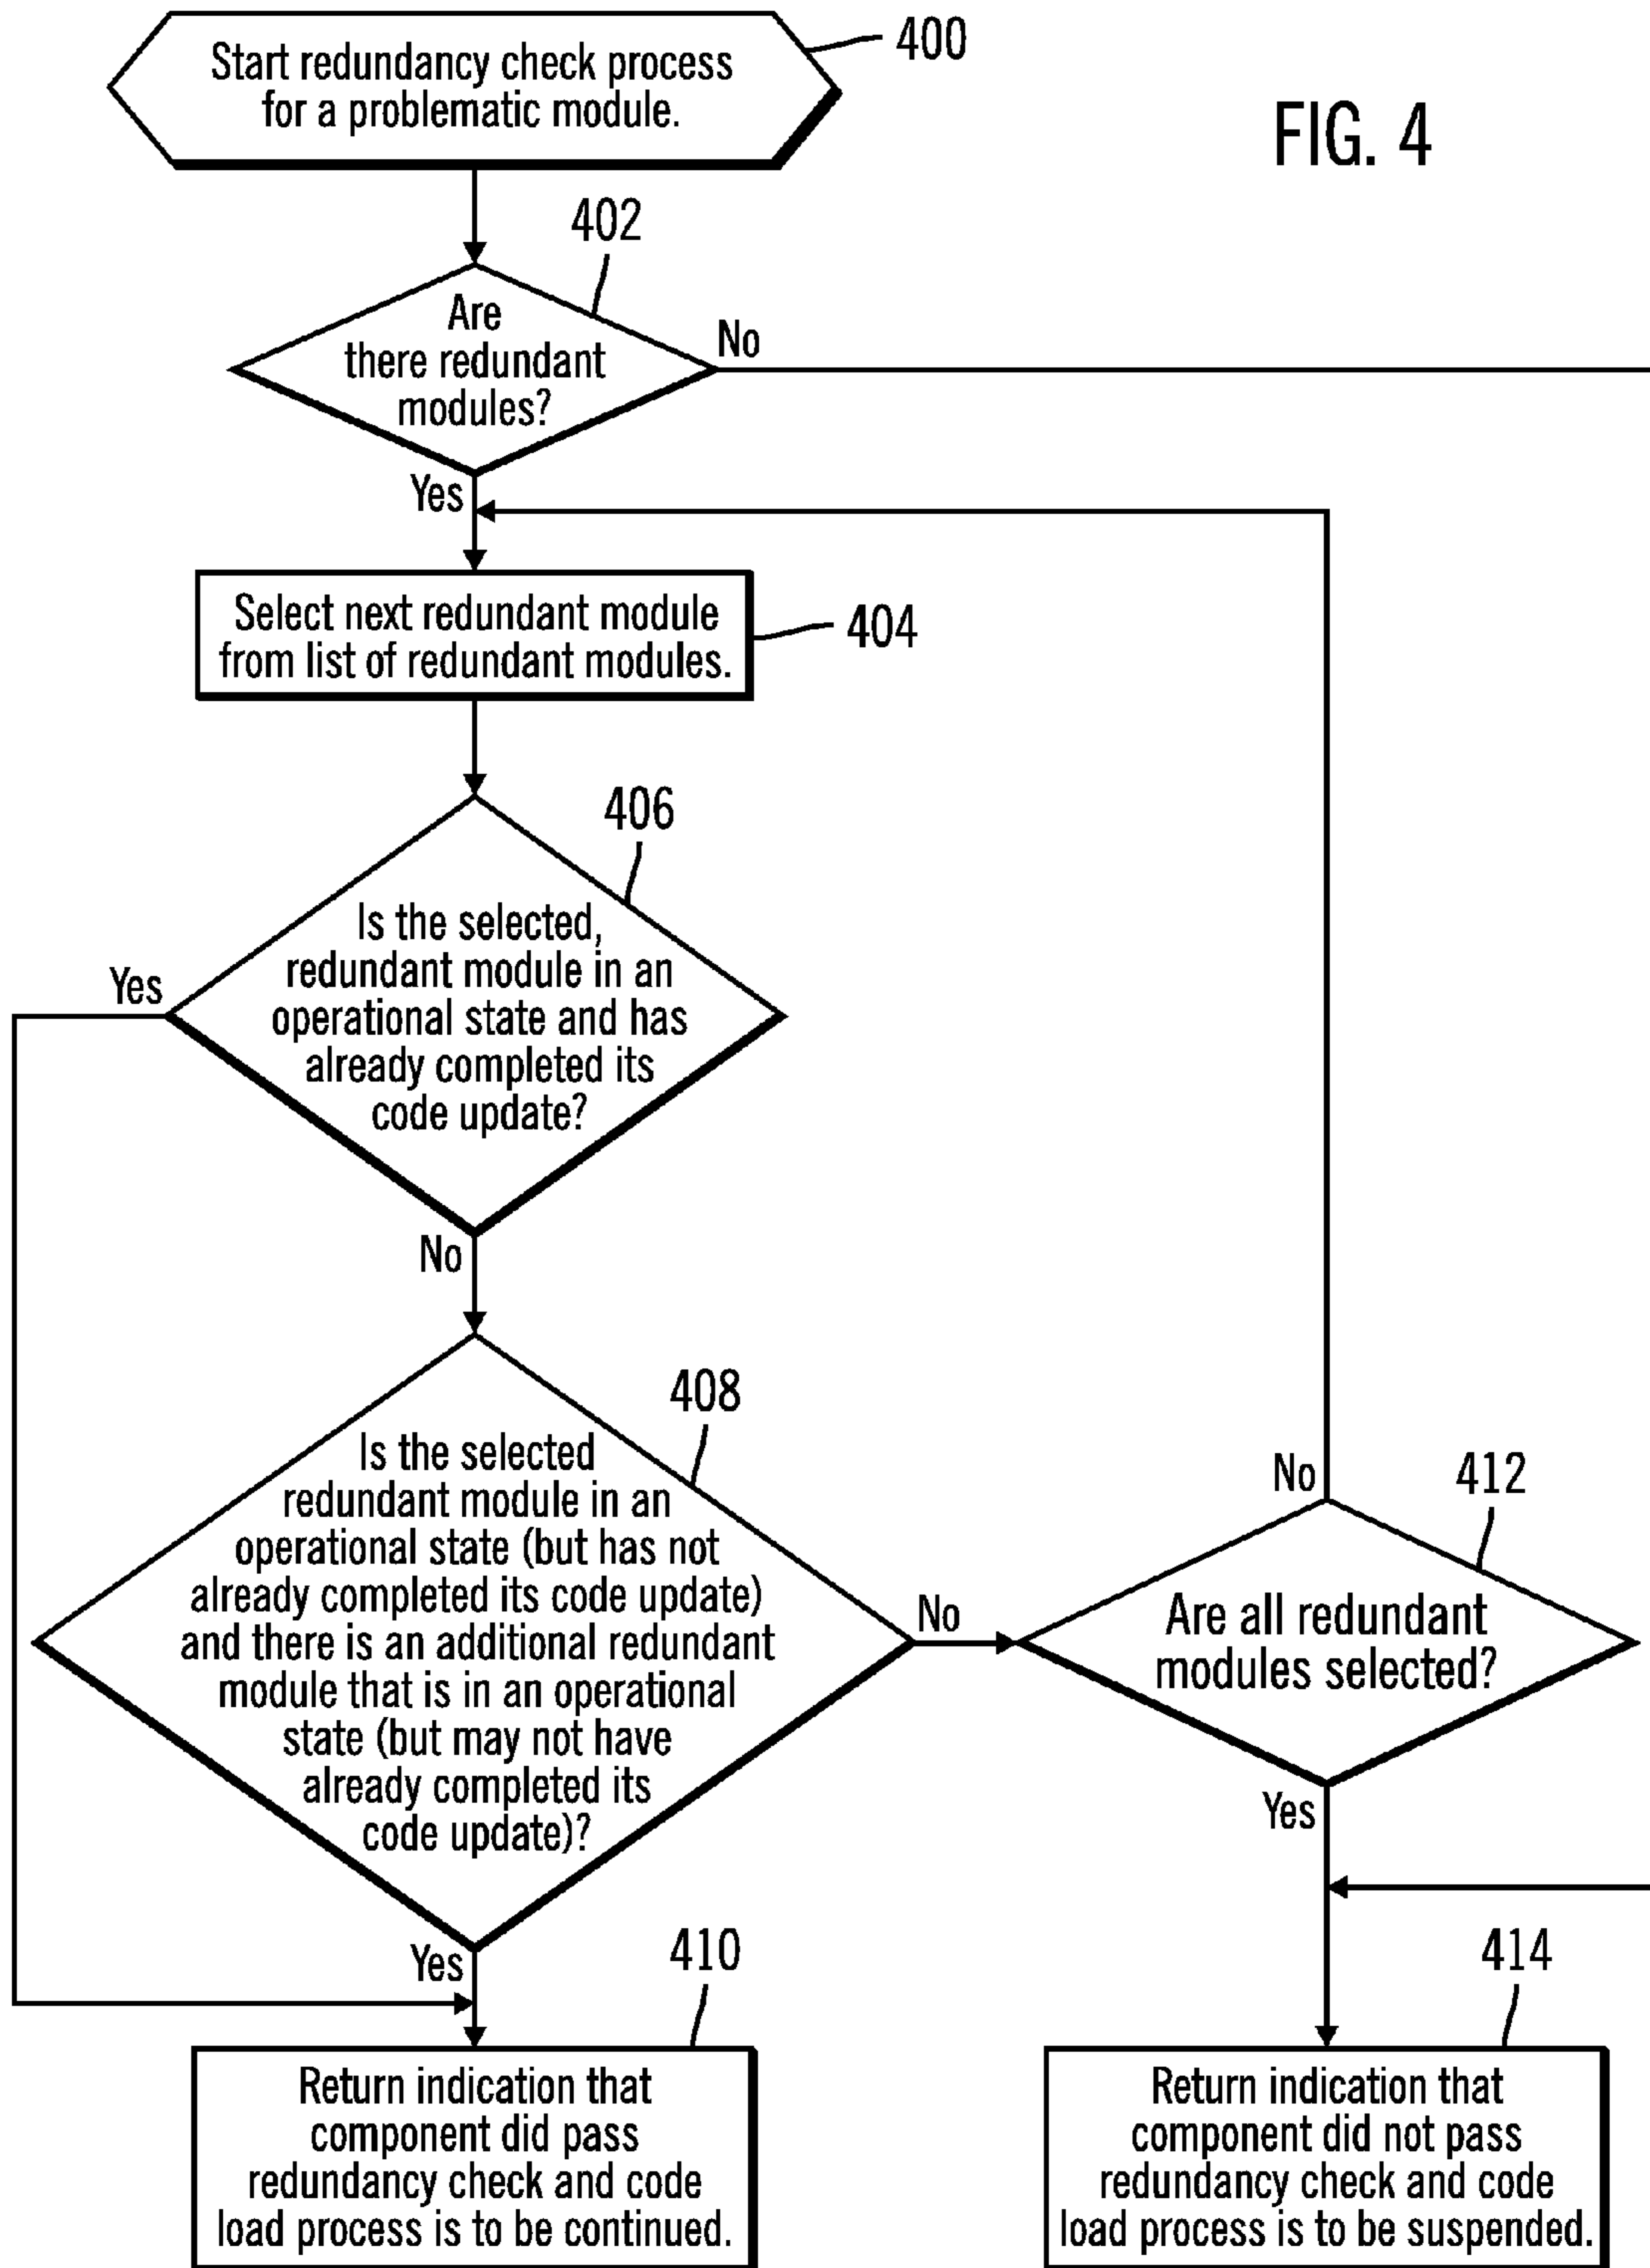 Start redundancy check process
for a problematic module.
400
FIG. 4
402
Are
there redundant
modules?
No
Yes
Select next redundant module
from list of redundant modules.
404
406
Is the selected,
redundant module in an
operational state and has
already completed its
code update?
Yes
No
408
Is the selected
redundant module in an
operational state (but has not
already completed its code update)
and there is an additional redundant
module that is in an operational
state (but may not have
already completed its
code update)?
No
Yes
412
Are all redundant
modules selected?
No
Yes
410
Return indication that
component did pass
redundancy check and code
load process is to be continued.
414
Return indication that
component did not pass
redundancy check and code
load process is to be suspended.